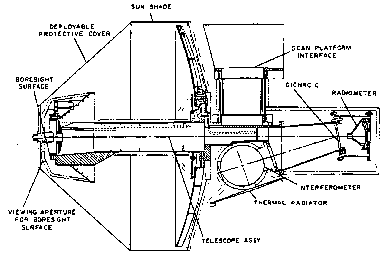 SUN SHADE
DEPLOYABLE
PROTECTIVE COVER
SCAN PLATFORM
INTERFACE
BORESIGHT
SURFACE
DICHROIC
RADIOMETER
INTERFEROMETER
THERMAL RADIATOR
VIEWING APERTURE
FOR BORESIGHT
SURFACE
TELESCOPE ASSY